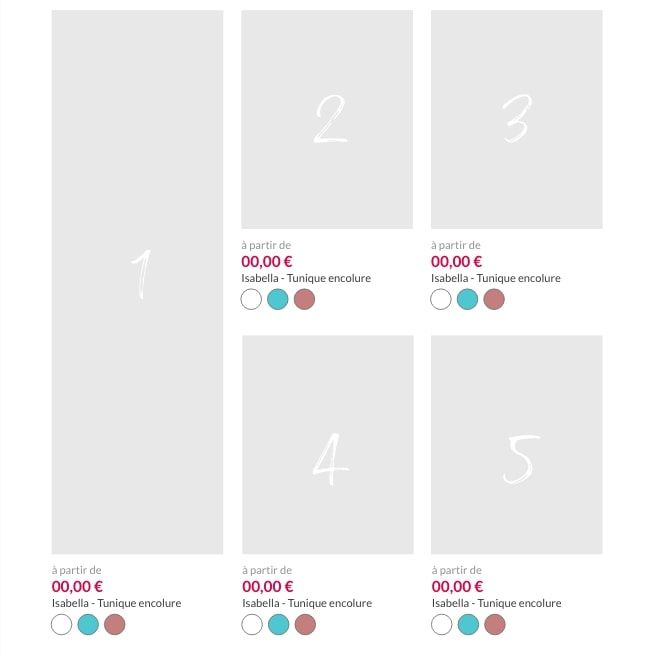 1
2
3
à partir de
00,00 €
Isabella - Tunique encolure
à partir de
00,00 €
Isabella - Tunique encolure
4
5
à partir de
00,00 €
Isabella - Tunique encolure
à partir de
00,00 €
Isabella - Tunique encolure
à partir de
00,00 €
Isabella - Tunique encolure